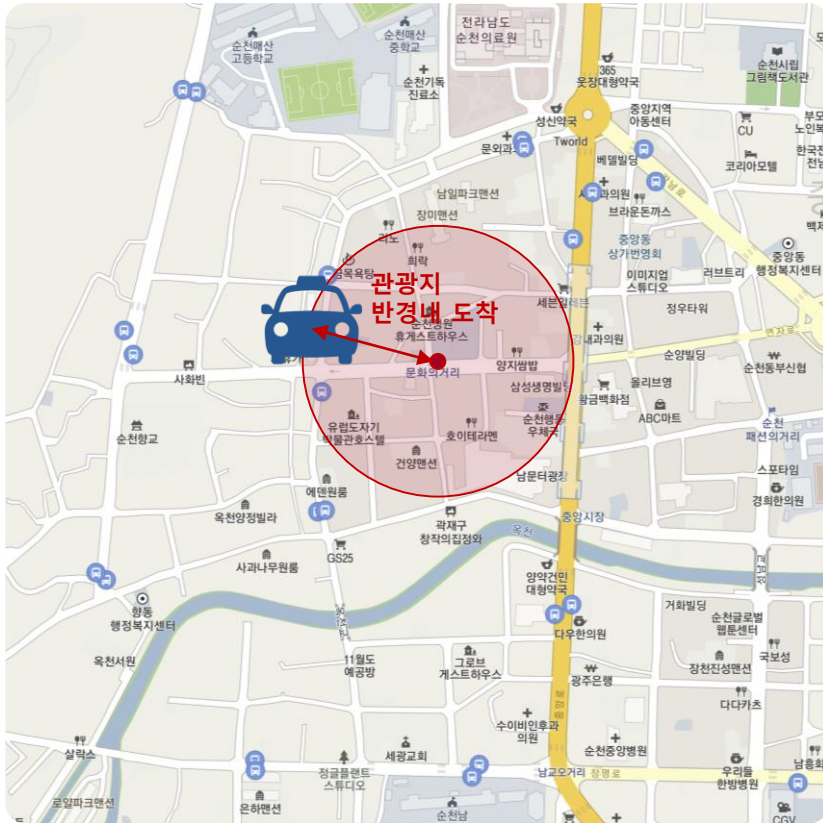 순천매산
고등학교
순천매산
중학교
전라남도
순천의료원
순천기독
진료소
365
웃장대형약국
순천시립
그림책도서관
성신약국
중앙지역
아동센터
CU
Tworld
베델빌딩
코리아모텔
남일파크맨션
장미맨션
브라운돈까스
희락
중앙동
상가번영회
중앙동
행정복지센터
이미지업
스튜디오
러브트리
관광지
반경내 도착
세븐일레븐
정우타워
휴게스트하우스
순양빌딩
순천동부신협
문화의거리
양지쌈밥
사화빈
삼성생명빌딩
올리브영
황금백화점
ABC마트
순천
패션의거리
순천향교
유럽도자기
박물관호스텔
호이테라멘
순천행동
우체국
건양맨션
남문터광장
스포타임
에덴원룸
경희한의원
옥천양정빌라
곽재구
창작의집정와
중앙시장
옥천
GS25
사과나무원룸
양약건민
대형약국
향동
행정복지센터
거화빌딩
순천글로벌
웹툰센터
다우한의원
옥천교
옥천서원
11월도
예공방
그로브
게스트하우스
장천진성맨션
국보성
광주은행
다다카츠
중앙로
수이비인후과
의원
살락스
세광교회
순천중앙병원
정글플랜트
스튜디오
남교오거리
장명로
우리들
한방병원
로얄파크맨션
은하맨션
순천남
CGV